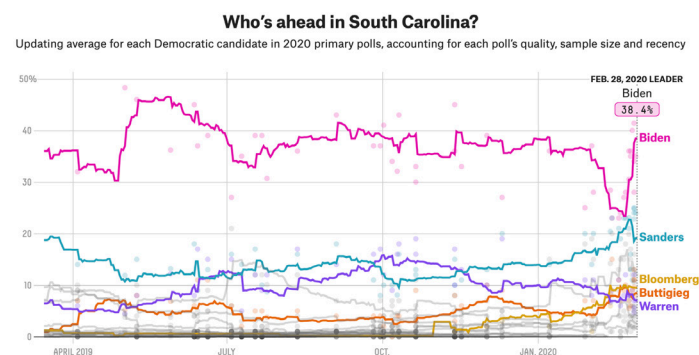 Who's ahead in South Carolina?
Updating average for each Democratic candidate in 2020 primary polls, accounting for each poll's quality, sample size and recency
50%
FEB. 28, 2020 LEADER
Biden
38.4%
40
Biden
30
20
Sanders
10
Bloomberg
Buttigieg
Warren
0
APRIL 2019
JULY
OCT.
JAN. 2020